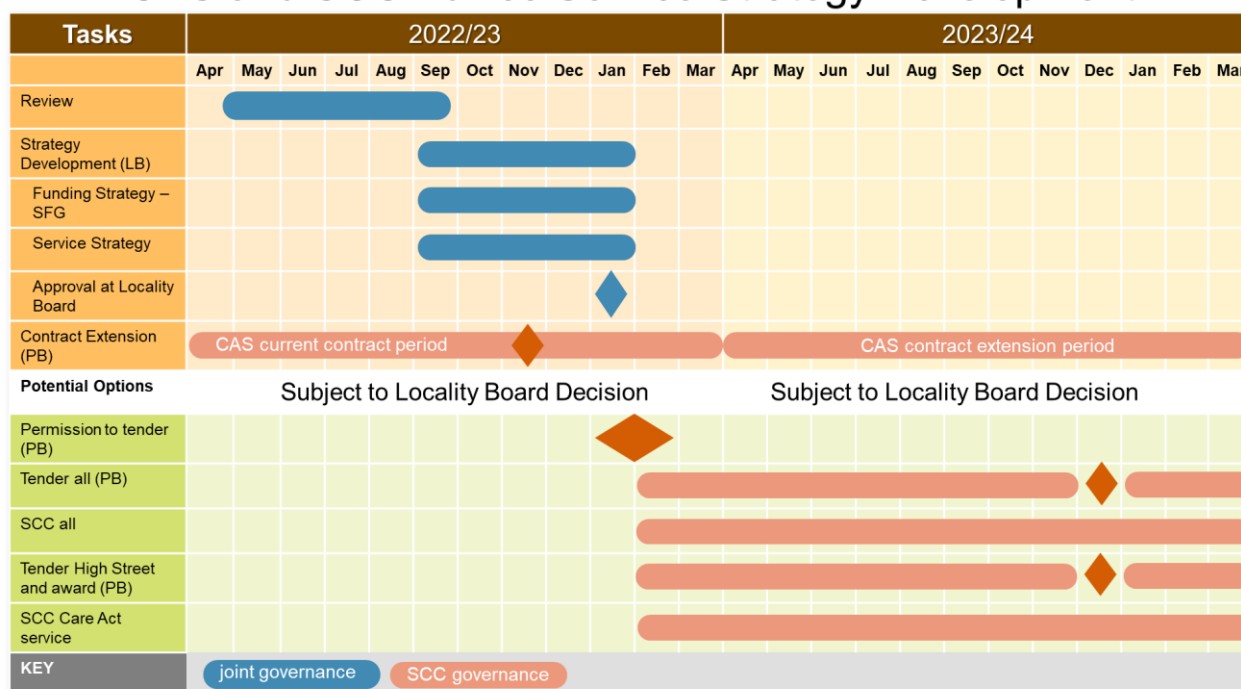 Tasks 2022/23 2023/24
Apr May Jun Jul Aug Sep Oct Nov Dec Jan Feb Mar Apr May Jun Jul Aug Sep Oct Nov Dec Jan Feb Mar
Review
Strategy
Development (LB)
Funding Strategy –
SFG
Service Strategy
Approval at Locality
Board
Contract Extension
(PB)
CAS current contract period
CAS contract extension period
Potential Options
Subject to Locality Board Decision
Subject to Locality Board Decision
Permission to tender
(PB)
Tender all (PB)
SCC all
Tender High Street
and award (PB)
SCC Care Act
service
KEY
joint governance
SCC governance